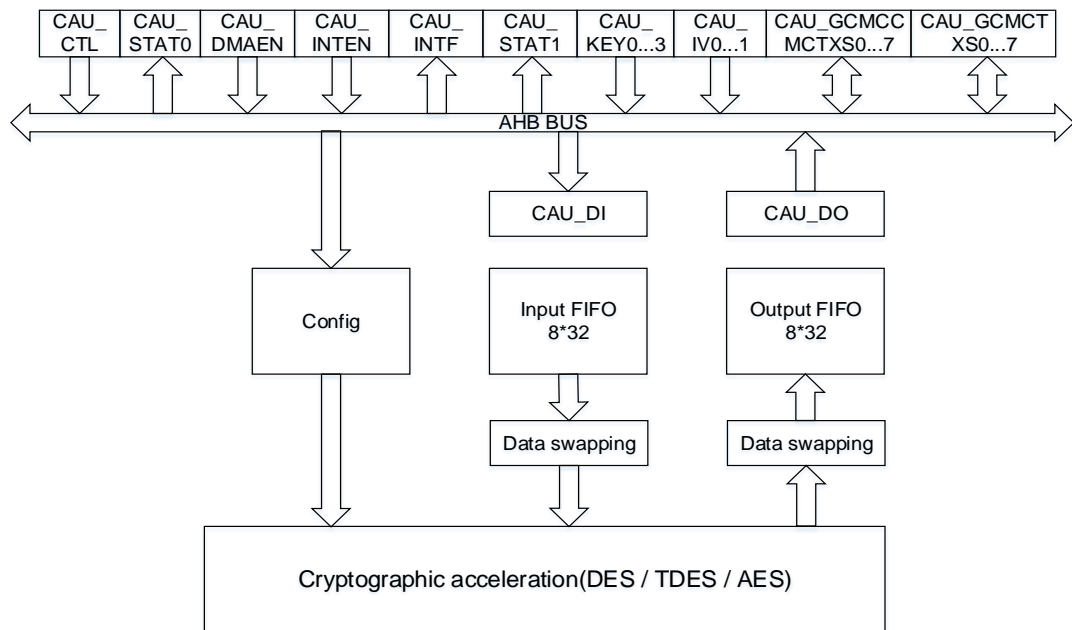 CAU_
CTL
CAU_
STAT0
CAU_
DMAEN
CAU_
INTEN
CAU_
INTF
CAU_
STAT1
CAU_
KEY0...3
CAU_
IV0...1
CAU_GCMCC
MCTXS0...7
CAU_GCMCT
XS0...7
AHB BUS
CAU_DI
CAU_DO
Config
Input FIFO
8*32
Output FIFO
8*32
Data swapping
Data swapping
Cryptographic acceleration(DES / TDES / AES)